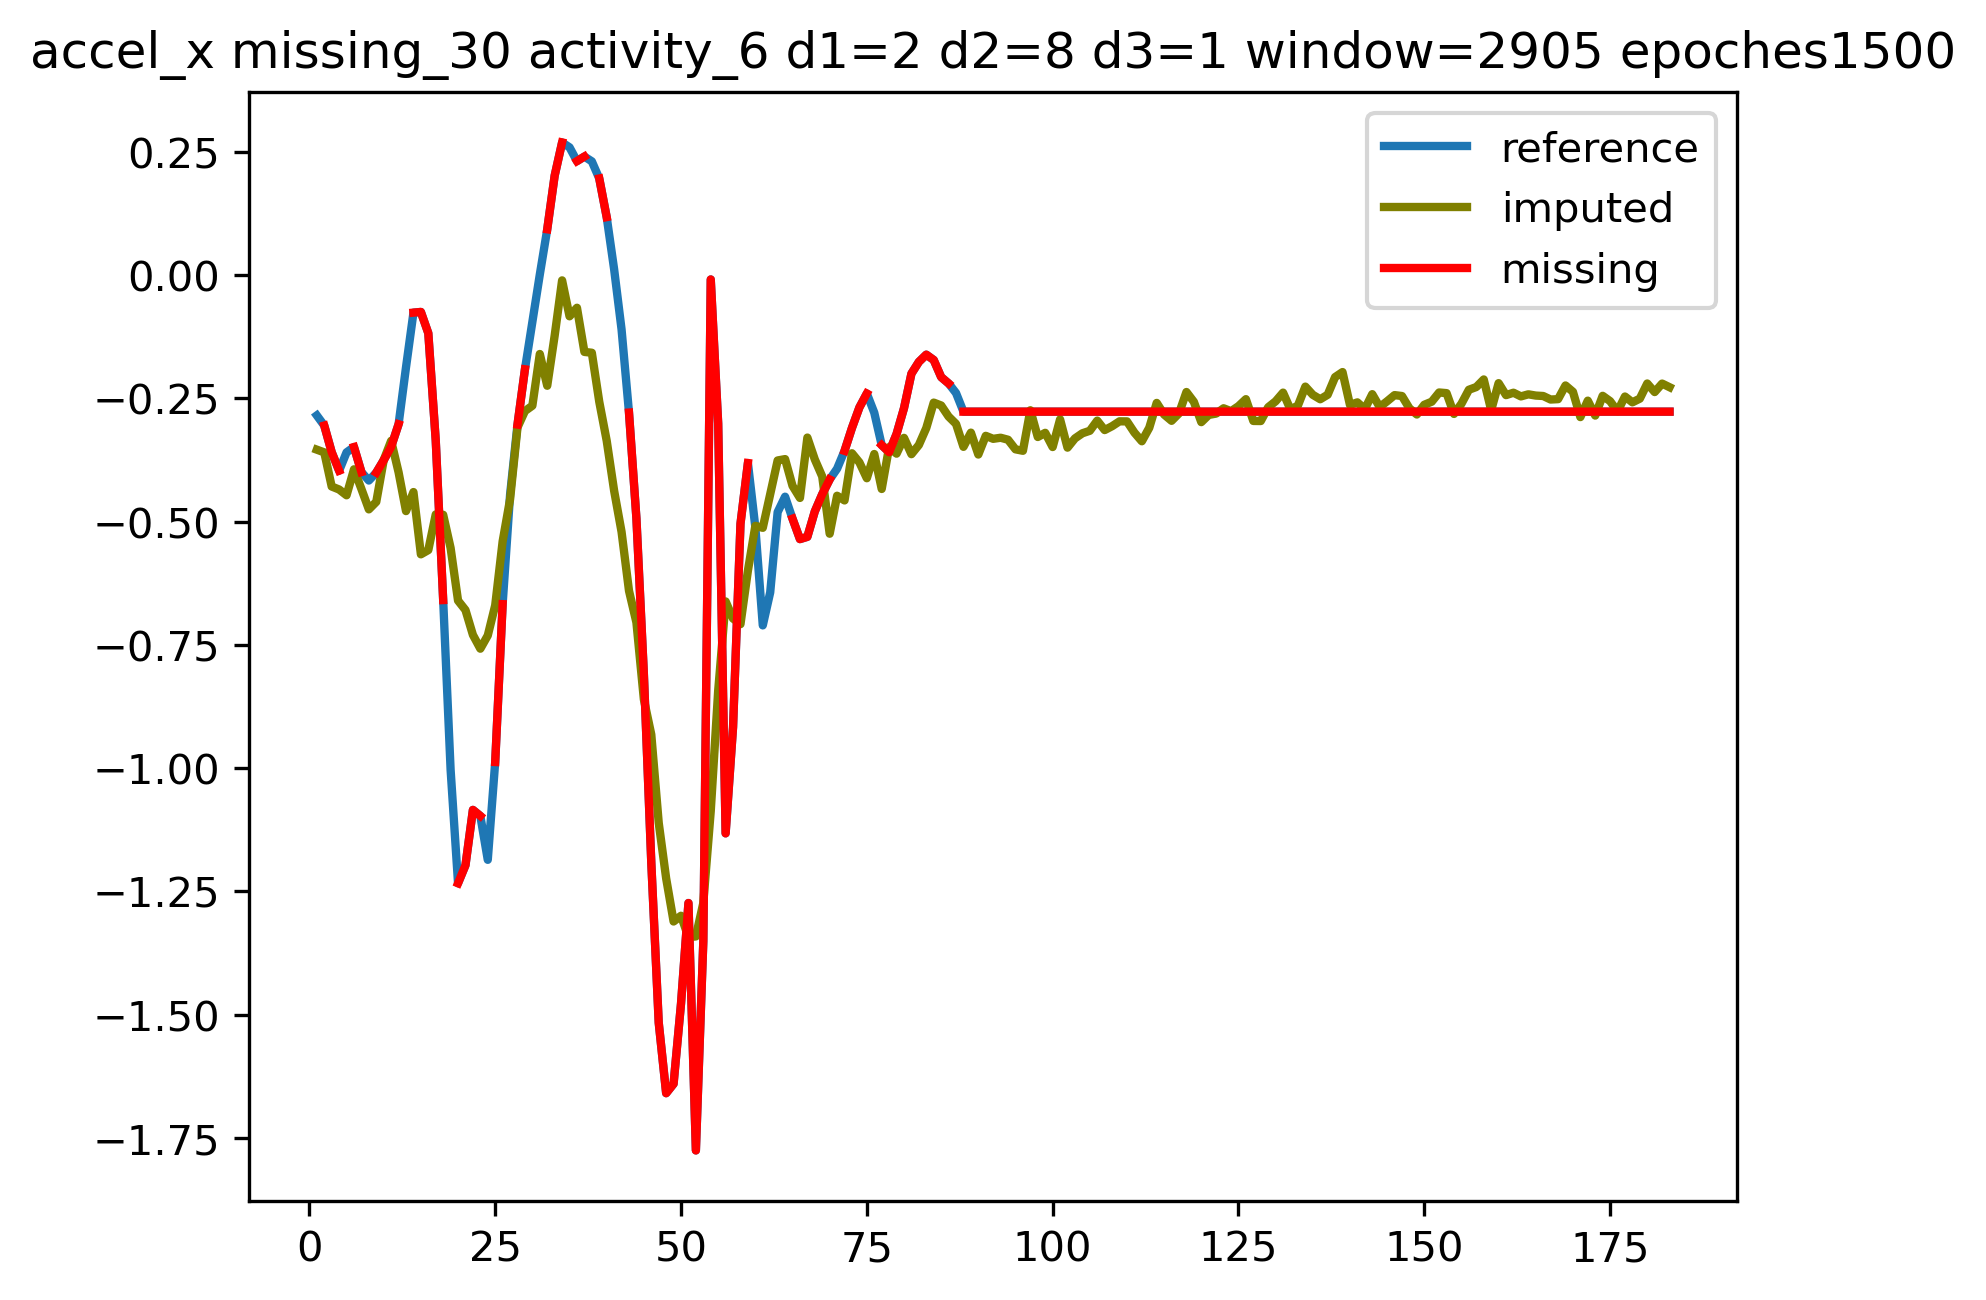 accel_x missing_30 activity_6 d1=2 d2=8 d3=1 window=2905 epoches1500
reference
imputed
missing
0.25
0.00
−0.25
−0.50
−0.75
−1.00
−1.25
−1.50
−1.75
0 25 50 75 100 125 150 175